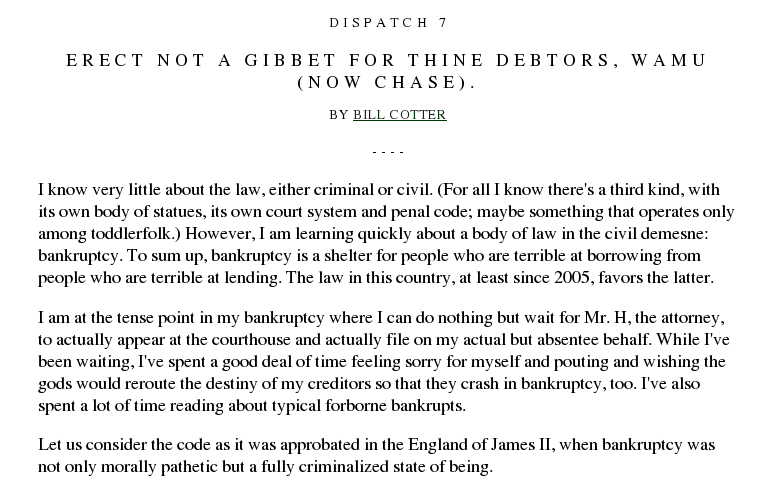 DISPATCH 7
ERECT NOT A GIBBET FOR THINE DEBTORS, WAMU
(NOW CHASE).
BY BILL COTTER
- - - -
I know very little about the law, either criminal or civil. (For all I know there's a third kind, with
its own body of statues, its own court system and penal code; maybe something that operates only
among toddlerfolk.) However, I am learning quickly about a body of law in the civil demesne:
bankruptcy. To sum up, bankruptcy is a shelter for people who are terrible at borrowing from
people who are terrible at lending. The law in this country, at least since 2005, favors the latter.
I am at the tense point in my bankruptcy where I can do nothing but wait for Mr. H, the attorney,
to actually appear at the courthouse and actually file on my actual but absentee behalf. While I've
been waiting, I've spent a good deal of time feeling sorry for myself and pouting and wishing the
gods would reroute the destiny of my creditors so that they crash in bankruptcy, too. I've also
spent a lot of time reading about typical forborne bankrupts.
Let us consider the code as it was approbated in the England of James II, when bankruptcy was
not only morally pathetic but a fully criminalized state of being.